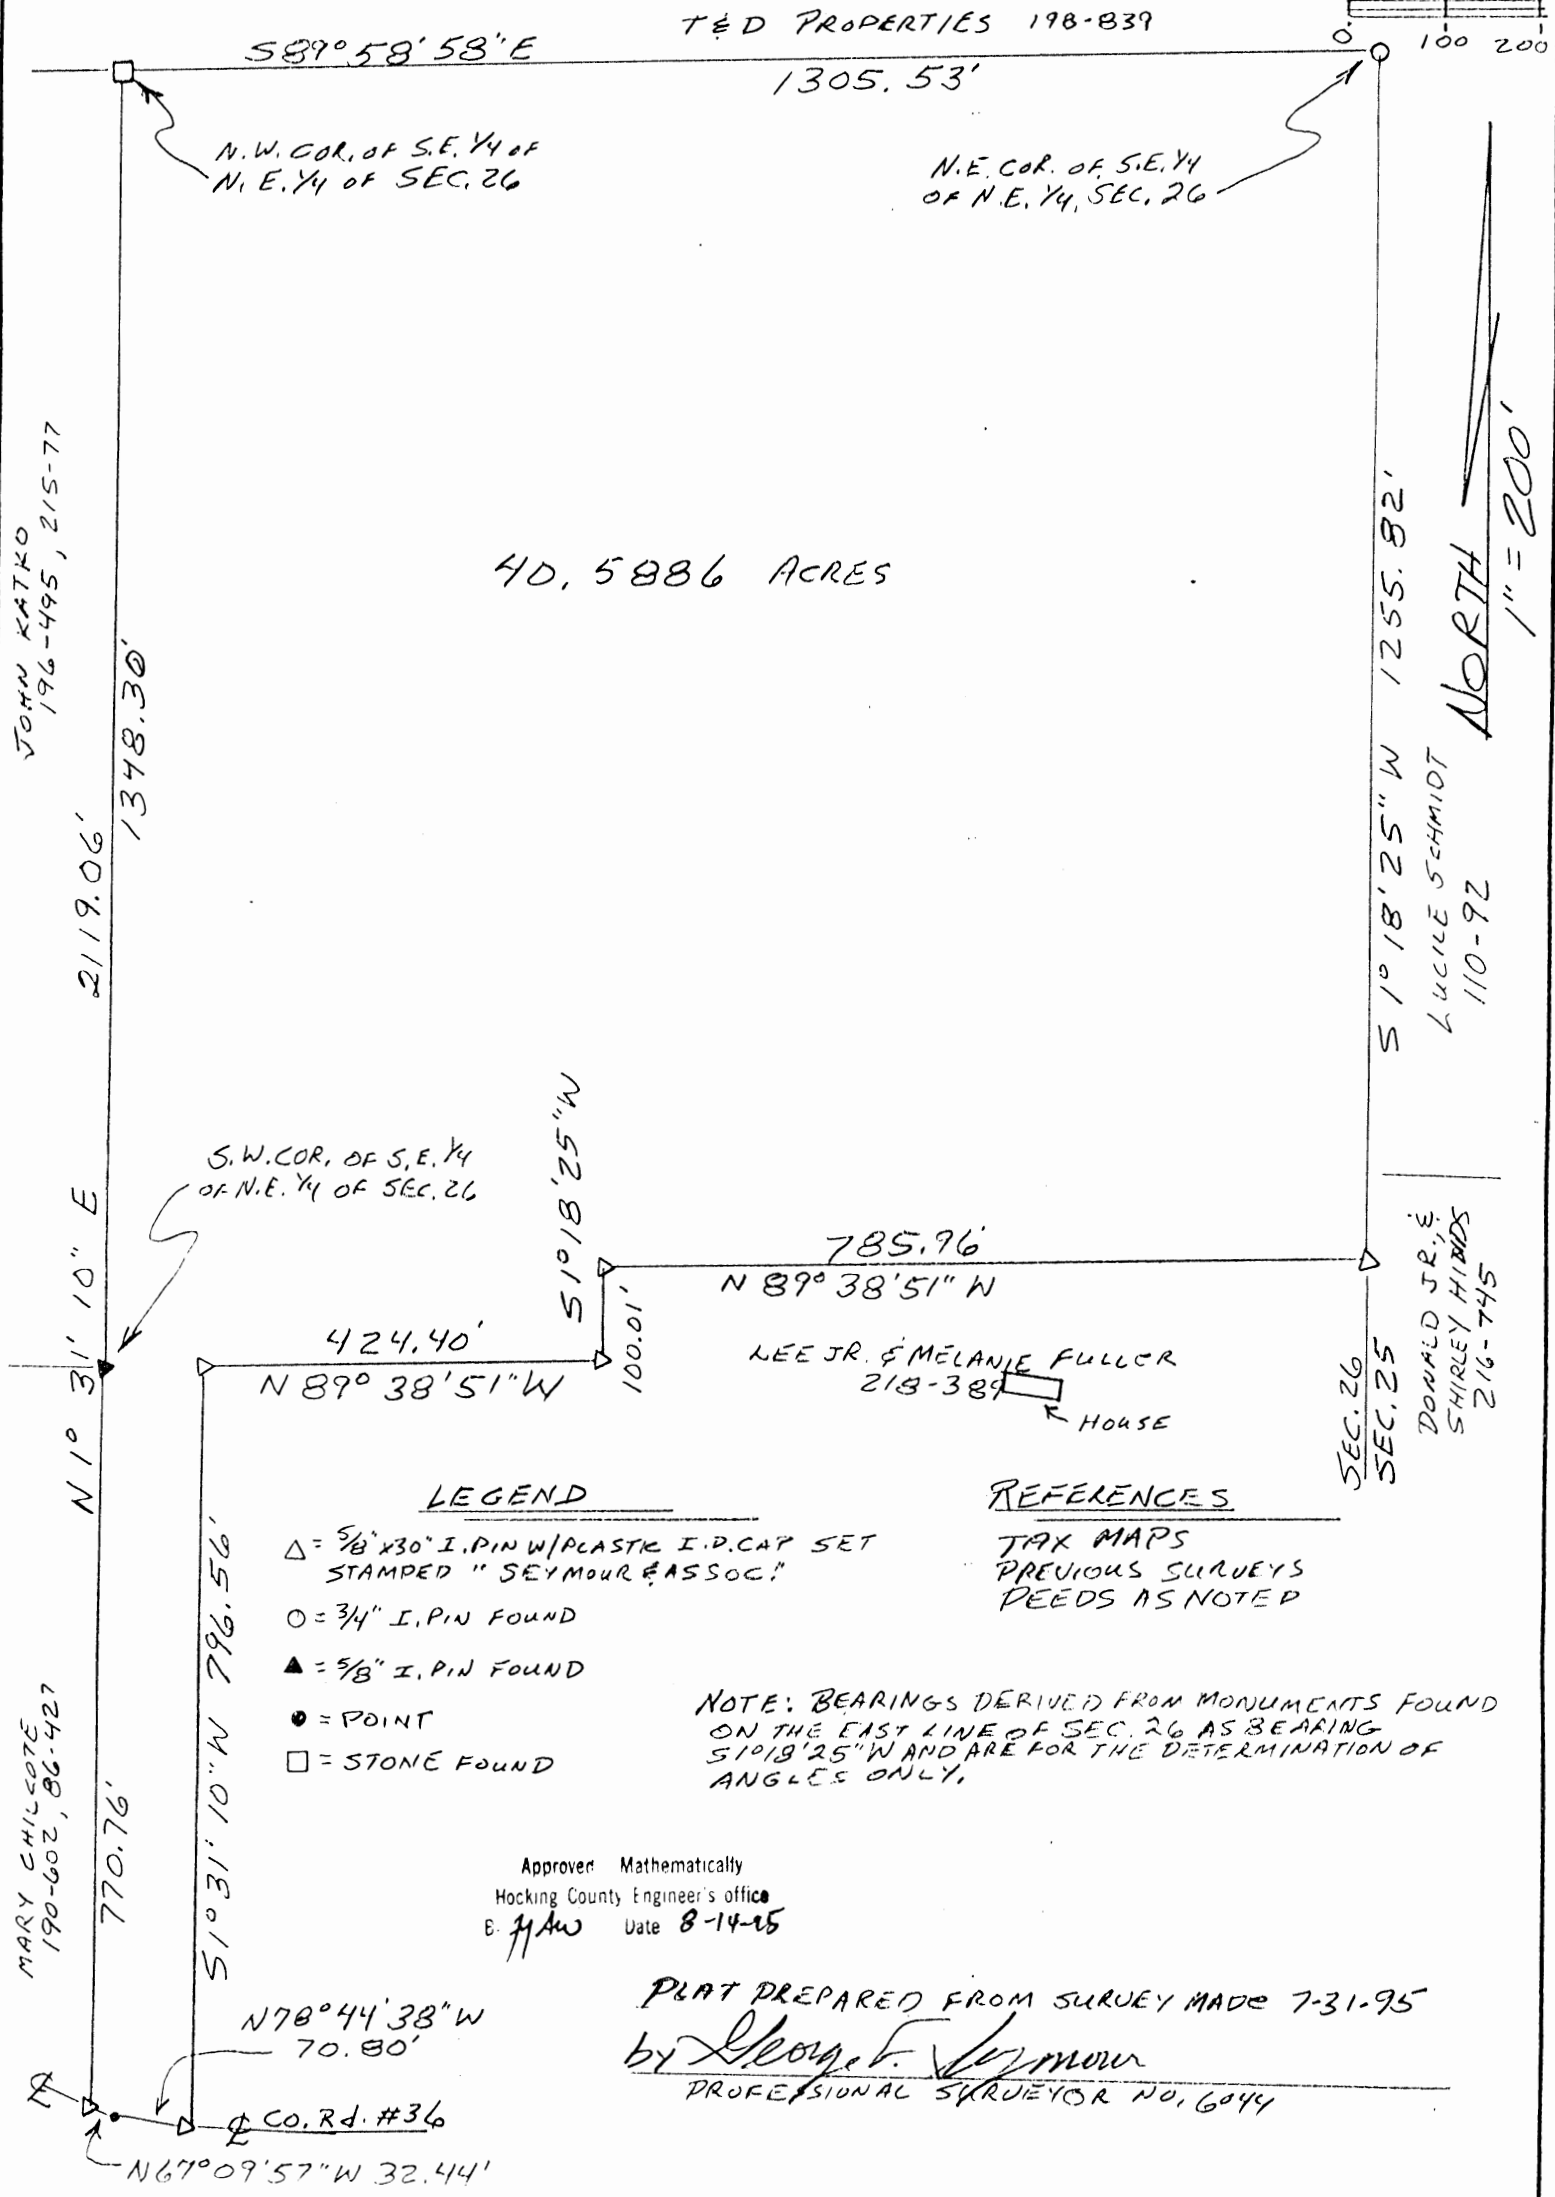 T & D PROPERTIES 198-839
0 100 200
S89°58'58"E
1305.53'
N.W. COR. OF S.E. 1/4 OF
N.E. 1/4 OF SEC. 26
N.E. COR. OF S.E. 1/4
OF N.E. 1/4, SEC. 26
JOHN KATKO
196-495, 215-77
1348.30'
2119.06'
N 1° 31' 10" E
40.5886 ACRES
S 1° 18' 25" W 1255.82'
NORTH
1" = 200'
LUCILE SCHMIDT
110-92
S.W. COR. OF S.E. 1/4
OF N.E. 1/4 OF SEC. 26
S 1° 18' 25" W
100.01'
785.96'
N 89° 38' 51" W
424.40'
N 89° 38' 51" W
LEE JR. & MELANIE FULLER
218-389
HOUSE
SEC. 26
SEC. 25
DONALD JR., &
SHIRLEY HINDS
216-745
LEGEND
△ = 5/8" x 30" I. PIN W/PLASTIC I.D. CAP SET
STAMPED "SEYMOUR & ASSOC."
○ = 3/4" I. PIN FOUND
▲ = 5/8" I. PIN FOUND
● = POINT
□ = STONE FOUND
REFERENCES
TAX MAPS
PREVIOUS SURVEYS
DEEDS AS NOTED
NOTE: BEARINGS DERIVED FROM MONUMENTS FOUND
ON THE EAST LINE OF SEC. 26 AS BEARING
S1°18'25"W AND ARE FOR THE DETERMINATION OF
ANGLES ONLY.
MARY CHILCOTE
190-602, 86-427
770.76'
S 1° 31' 10" W 796.56'
Approved Mathematically
Hocking County Engineer's office
Date 8-14-95
N78°44'38"W
70.80'
PLAT PREPARED FROM SURVEY MADE 7-31-95
by George F. Seymour
PROFESSIONAL SURVEYOR NO. 6044
℄ CO. Rd. #36
N67°09'57"W 32.44'